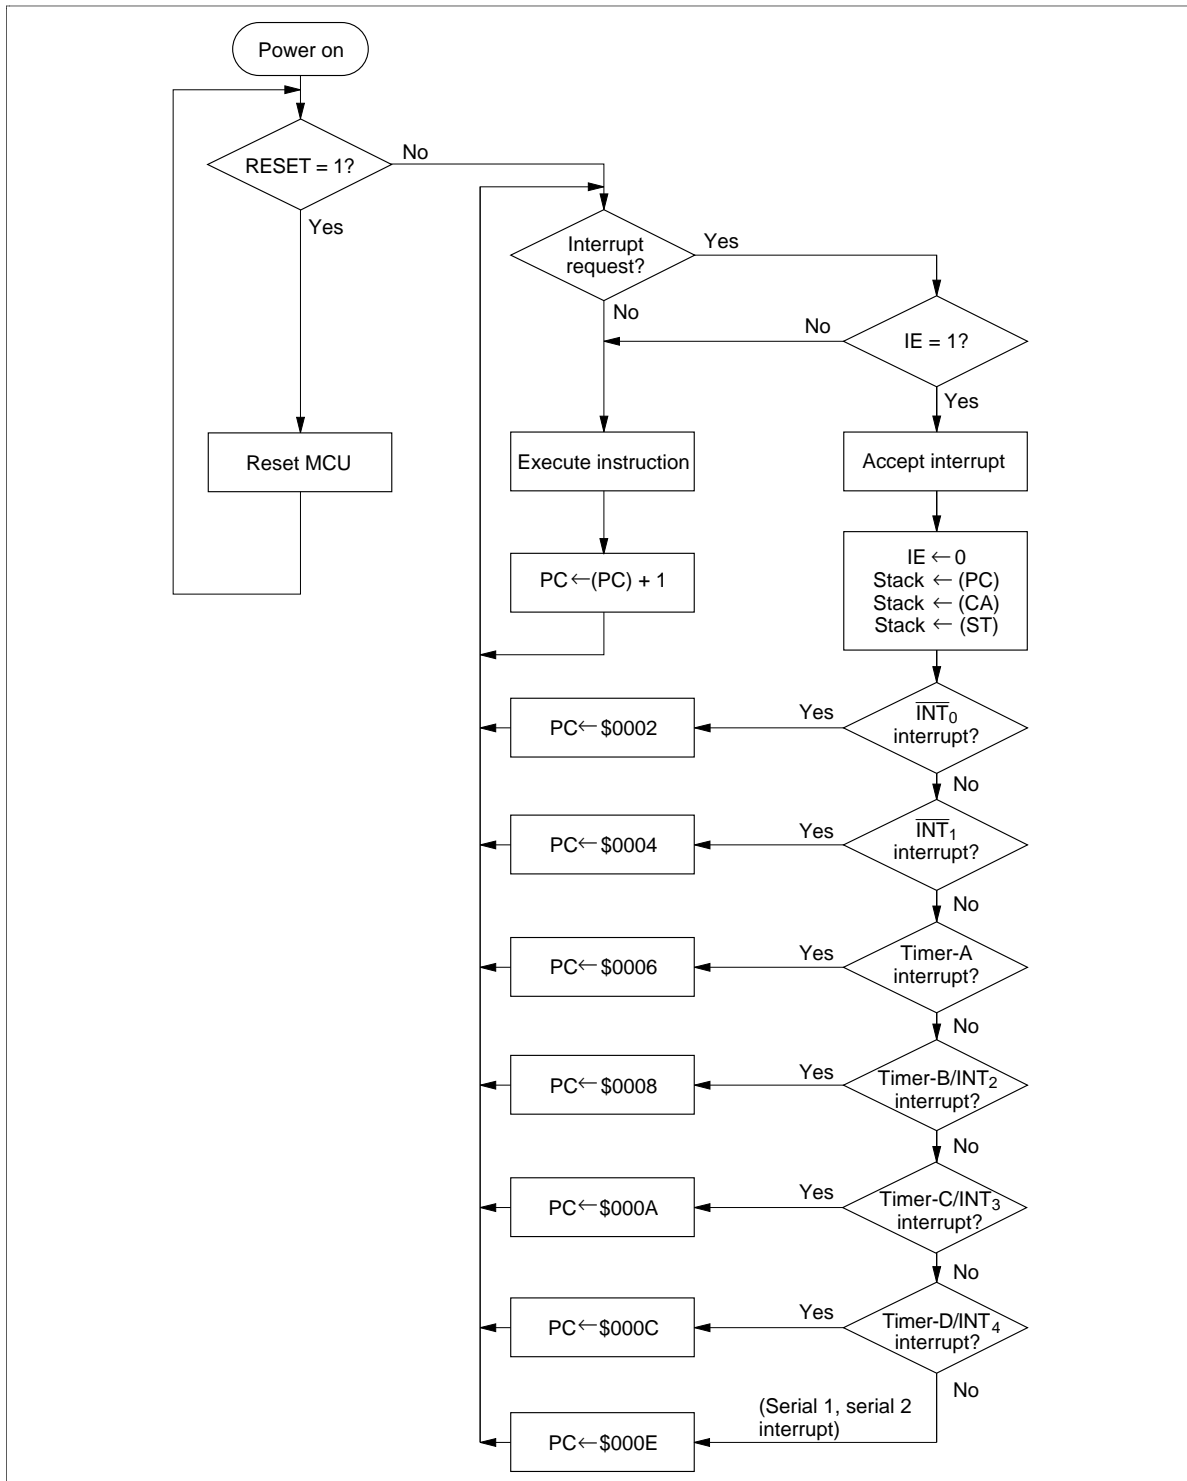 Power on
RESET = 1?
No
Yes
Interrupt
request?
Yes
No
No
IE = 1?
Yes
Reset MCU
Execute instruction
Accept interrupt
PC←(PC) + 1
IE ← 0
Stack ← (PC)
Stack ← (CA)
Stack ← (ST)
PC← $0002
Yes
I̅N̅T̅₀
interrupt?
No
PC← $0004
Yes
I̅N̅T̅₁
interrupt?
No
PC← $0006
Yes
Timer-A
interrupt?
No
PC← $0008
Yes
Timer-B/INT₂
interrupt?
No
PC← $000A
Yes
Timer-C/INT₃
interrupt?
No
PC← $000C
Yes
Timer-D/INT₄
interrupt?
No
(Serial 1, serial 2
interrupt)
PC← $000E